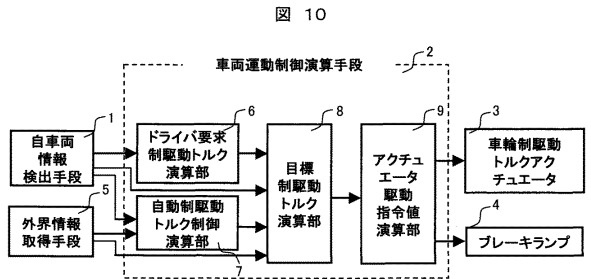 図 10
車両運動制御演算手段
2
1
自車両
情報
検出手段
5
外界情報
取得手段
6
ドライバ要求
制駆動トルク
演算部
自動制駆動
トルク制御
演算部
7
8
目標
制駆動
トルク
演算部
9
アクチュ
エータ
駆動
指令値
演算部
3
車輪制駆動
トルクアク
チュエータ
4
ブレーキランプ